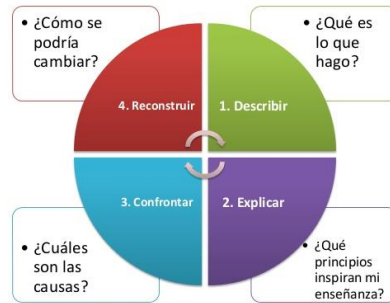 • ¿Cómo se
podría
cambiar?
• ¿Qué es
lo que
hago?
4. Reconstruir
1. Describir
3. Confrontar
2. Explicar
• ¿Cuáles
son las
causas?
• ¿Qué
principios
inspiran mi
enseñanza?